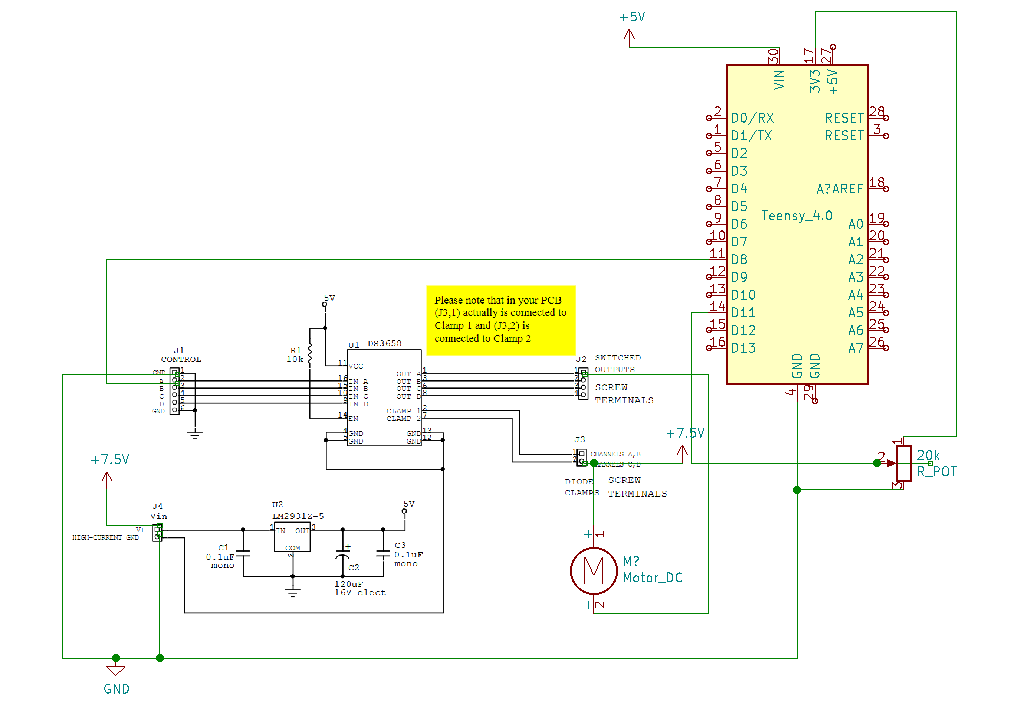 +5V
30
17
27
VIN
3V3
+5V
2
D0/RX
RESET
28
1
D1/TX
RESET
3
5
D2
6
D3
7
D4
A?AREF
18
8
D5
Teensy_4.0
9
D6
A0
19
10
D7
A1
20
11
D8
A2
21
12
D9
A3
22
13
D10
A4
23
14
D11
A5
24
15
D12
A6
25
16
D13
A7
26
GND
GND
4
29
Please note that in your PCB
(J3,1) actually is connected to
Clamp 1 and (J3,2) is
connected to Clamp 2
5V
J1
CONTROL
R1
10k
U1
DS3658
VCC
IN A
IN B
IN C
IN D
EN
GND
GND
OUT A
OUT B
OUT C
OUT D
CLAMP 1
CLAMP 2
GND
GND
GND
A
B
C
D
GND
J2
SWITCHED
OUTPUTS
SCREW
TERMINALS
J3
CHANNELS A,B
CHANNELS C,D
DIODE
CLAMPS
SCREW
TERMINALS
+7.5V
1
2
3
20k
R_POT
+7.5V
J4
Vin
V+
HIGH-CURRENT GND
U2
LM2931Z-5
IN
OUT
COM
5V
C1
0.1uF
mono
C2
120uF
16V elect
C3
0.1uF
mono
+
1
M
M?
Motor_DC
2
GND